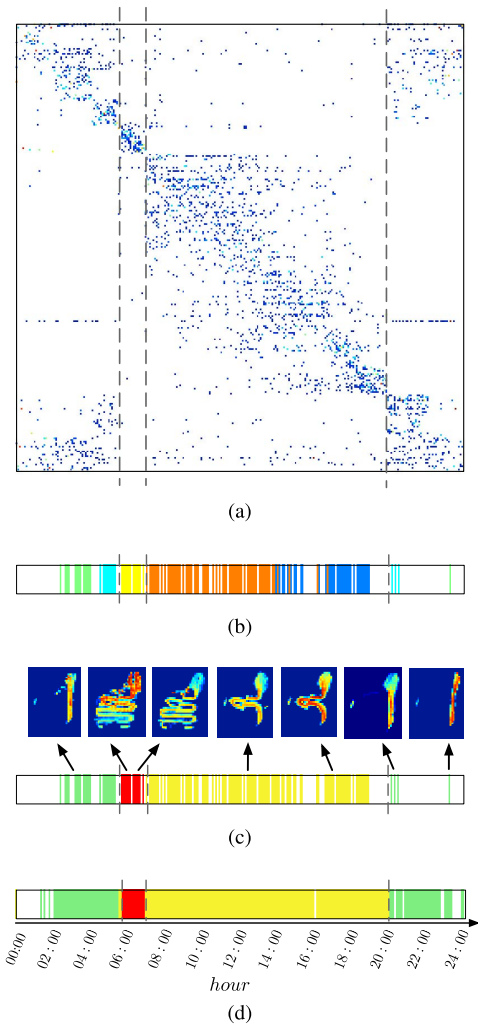 (a)
(b)
(c)
00:00
02 : 00
04 : 00
06 : 00
08 : 00
10 : 00
12 : 00
14 : 00
16 : 00
18 : 00
20 : 00
22 : 00
24 : 00
hour
(d)